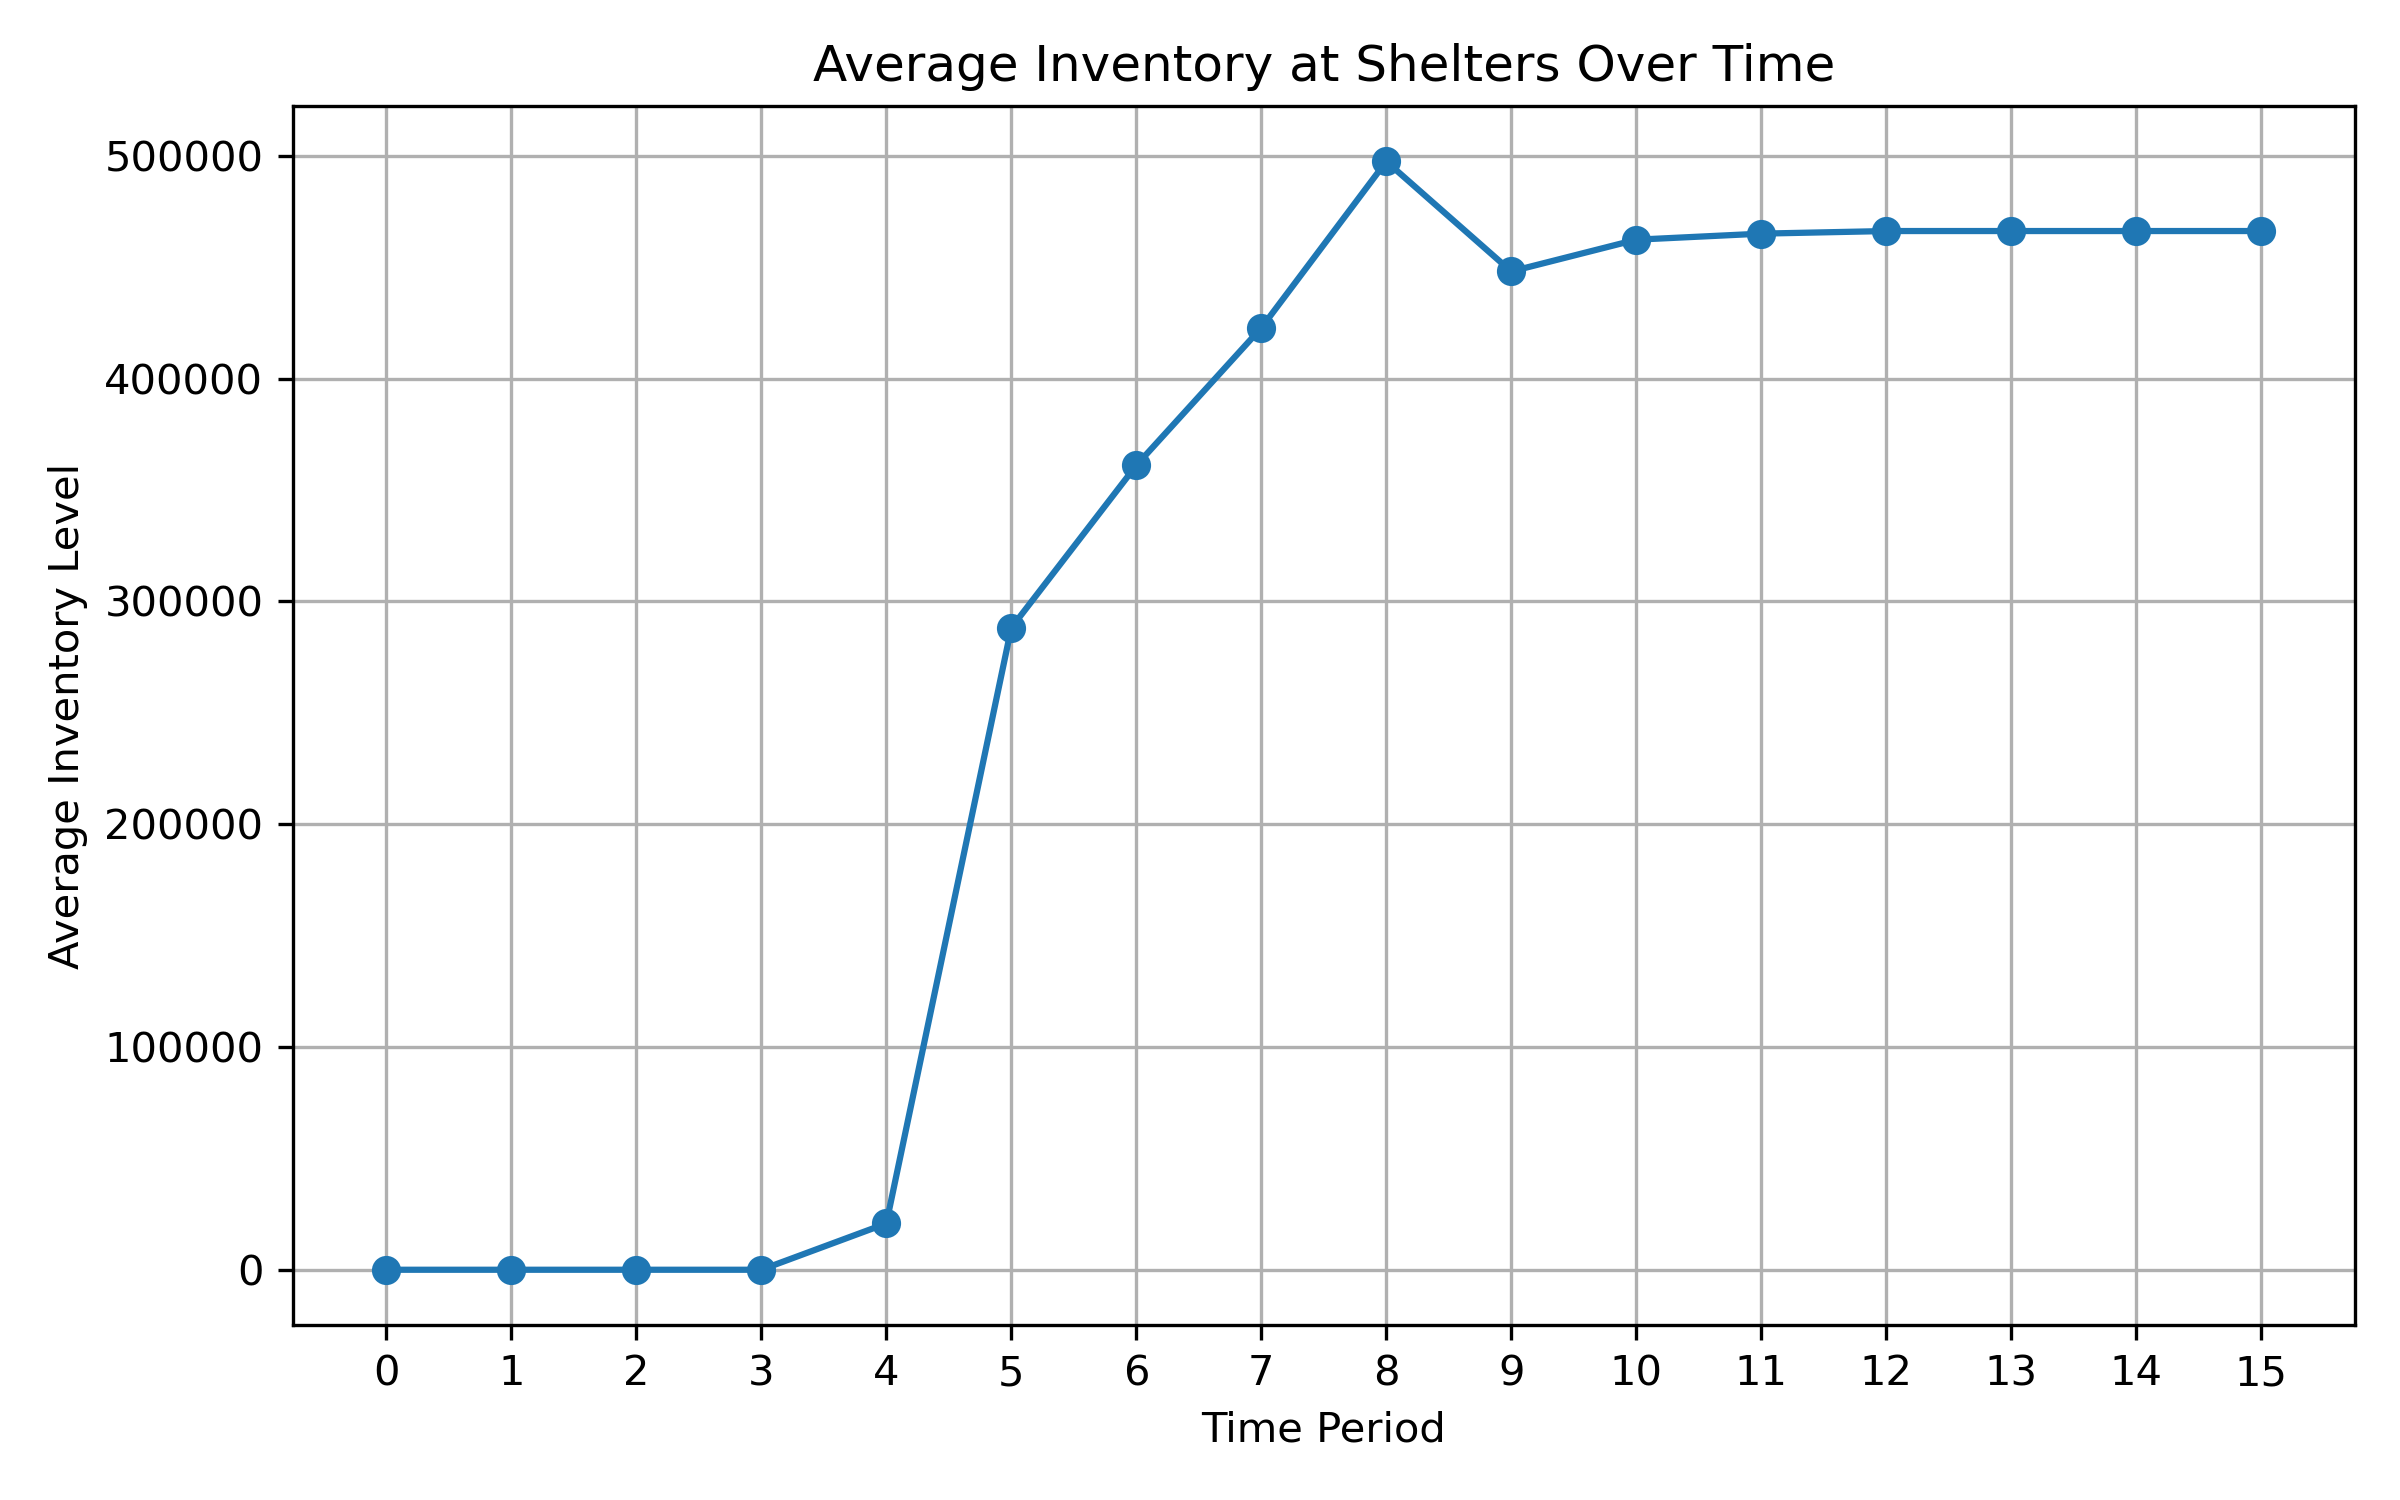 Average Inventory at Shelters Over Time
Average Inventory Level
500000
400000
300000
200000
100000
0
0 1 2 3 4 5 6 7 8 9 10 11 12 13 14 15
Time Period